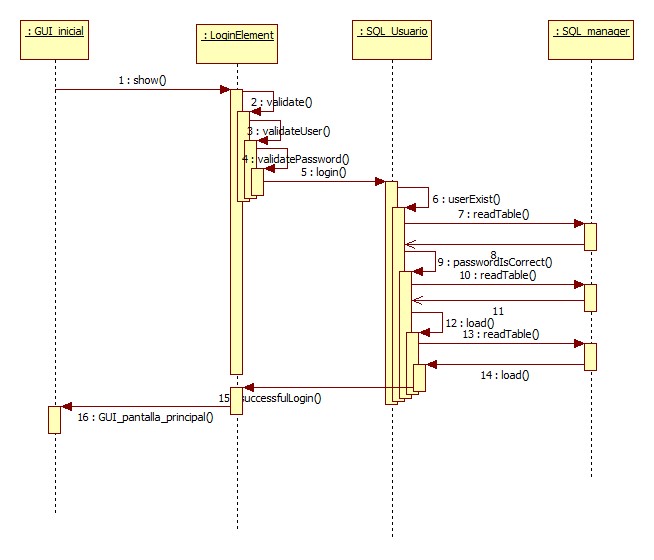 : GUI_inicial
: LoginElement
: SQL_Usuario
: SQL_manager
1 : show()
2 : validate()
3 : validateUser()
4 : validatePassword()
5 : login()
6 : userExist()
7 : readTable()
8
9 : passwordIsCorrect()
10 : readTable()
11
12 : load()
13 : readTable()
14 : load()
15 : successfulLogin()
16 : GUI_pantalla_principal()